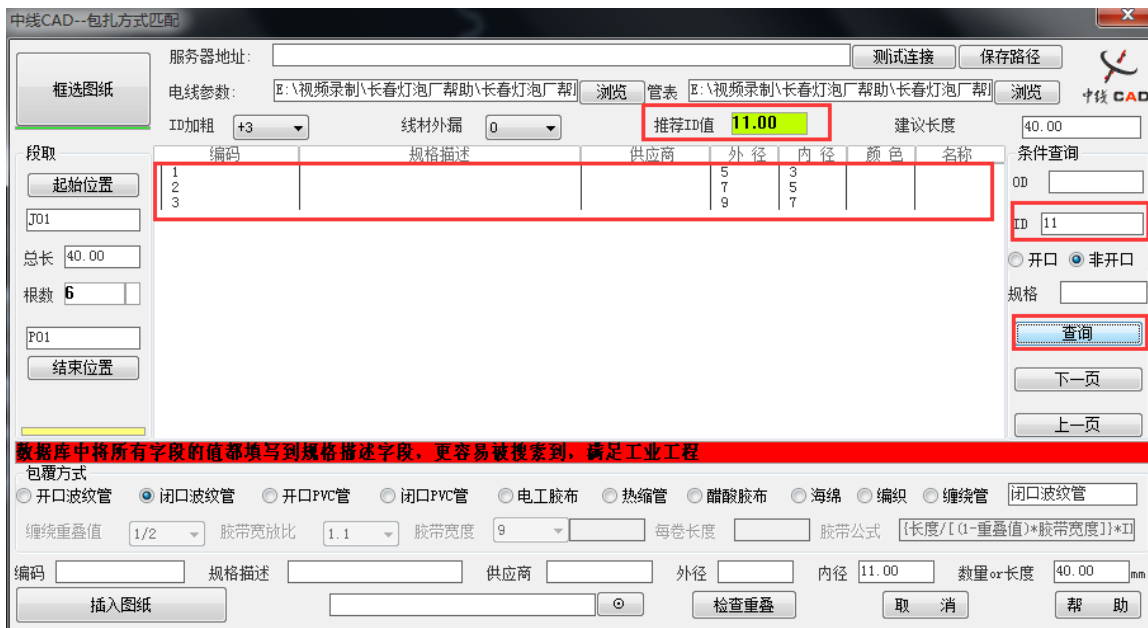 中线CAD--包扎方式匹配
框选图纸
服务器地址:
测试连接
保存路径
电线参数: E:\视频录制\长春灯泡厂帮助\长春灯泡厂帮 浏览 管表 E:\视频录制\长春灯泡厂帮助\长春灯泡厂帮 浏览
中线 CAD
ID加粗 +3 线材外漏 0 推荐ID值 11.00 建议长度 40.00
段取
编码 规格描述 供应商 外 径 内 径 颜 色 名称
条件查询
1 5 3
2 7 5
3 9 7
起始位置
J01
总长 40.00
根数 6
P01
结束位置
OD
ID 11
开口 非开口
规格
查询
下一页
上一页
数据库中将所有字段的值都填写到规格描述字段，更容易被搜索到，满足工业工程
包覆方式
开口波纹管 闭口波纹管 开口PVC管 闭口PVC管 电工胶布 热缩管 醋酸胶布 海绵 编织 缠绕管 闭口波纹管
缠绕重叠值 1/2 胶带宽放比 1.1 胶带宽度 9 每卷长度 胶带公式 {长度/[(1-重叠值)*胶带宽度]}*
编码 规格描述 供应商 外径 内径 11.00 数量or长度 40.00 mm
插入图纸 检查重叠 取 消 帮 助